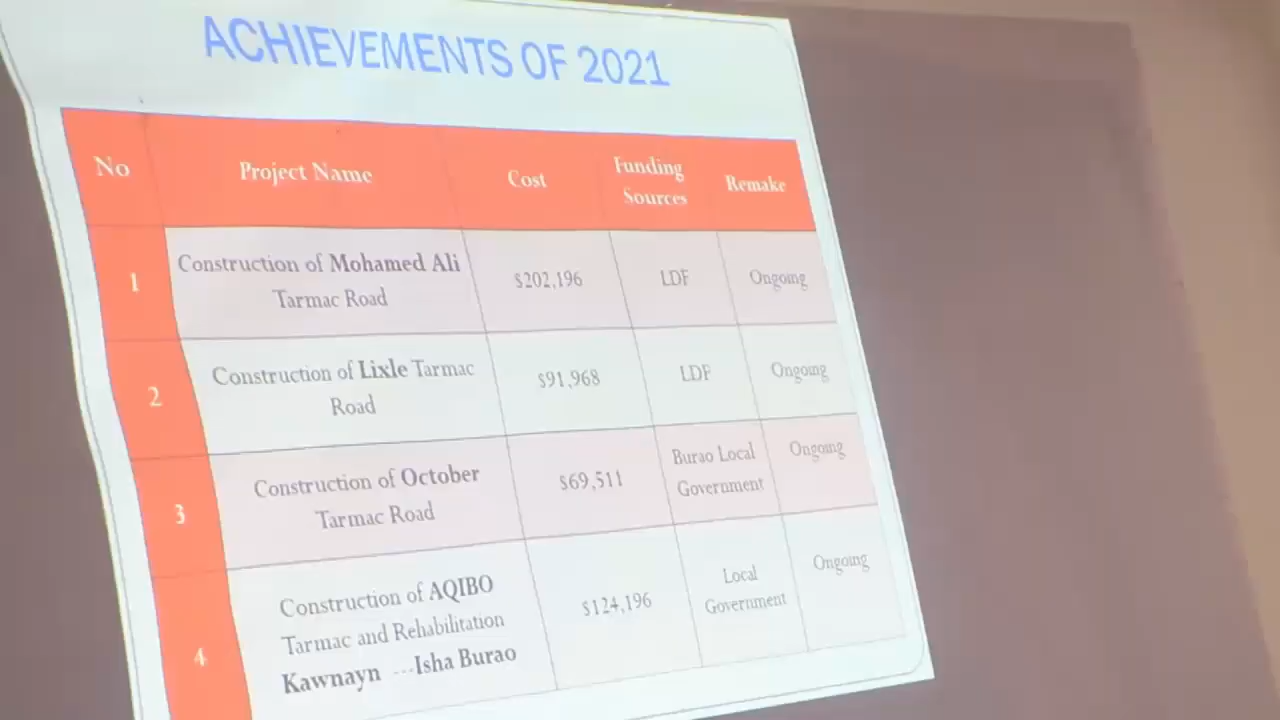 ACHIEVEMENTS OF 2021
No Project Name Cost Funding Sources Remake
1 Construction of Mohamed Ali Tarmac Road $202,196 LDF Ongoing
2 Construction of Lixle Tarmac Road $91,968 LDF Ongoing
3 Construction of October Tarmac Road $69,511 Burao Local Government Ongoing
4 Construction of AQIBO Tarmac and Rehabilitation Kawnayn ---Isha Burao $124,196 Local Government Ongoing